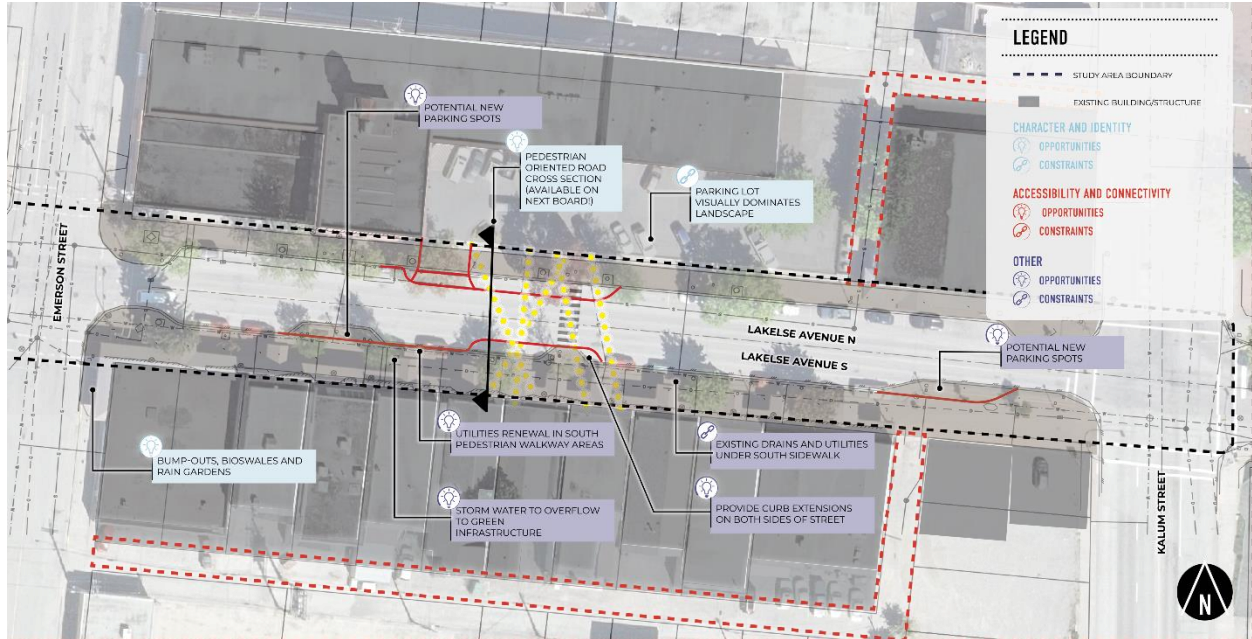 LEGEND
STUDY AREA BOUNDARY
EXISTING BUILDING/STRUCTURE
CHARACTER AND IDENTITY
OPPORTUNITIES
CONSTRAINTS
ACCESSIBILITY AND CONNECTIVITY
OPPORTUNITIES
CONSTRAINTS
OTHER
OPPORTUNITIES
CONSTRAINTS
POTENTIAL NEW
PARKING SPOTS
PEDESTRIAN
ORIENTED ROAD
CROSS SECTION
(AVAILABLE ON
NEXT BOARD!)
PARKING LOT
VISUALLY DOMINATES
LANDSCAPE
EMERSON STREET
LAKELSE AVENUE N
LAKELSE AVENUE S
POTENTIAL NEW
PARKING SPOTS
BUMP-OUTS, BIOSWALES AND
RAIN GARDENS
UTILITIES RENEWAL IN SOUTH
PEDESTRIAN WALKWAY AREAS
EXISTING DRAINS AND UTILITIES
UNDER SOUTH SIDEWALK
STORM WATER TO OVERFLOW
TO GREEN
INFRASTRUCTURE
PROVIDE CURB EXTENSIONS
ON BOTH SIDES OF STREET
KALUM STREET
N